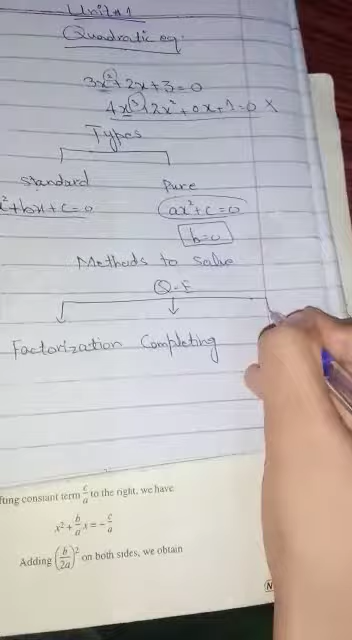 Unit#1
Quadratic eq:
3x²+2x+3=0
4x³+2x²+0x+1=0 ×
Types
standard pure
x²+bx+c=0 ax²+c=0
b=0
Methods to solve
Q.E
Factorization Completing
fting constant term c/a to the right, we have
x² + b/a x = - c/a
Adding (b/2a)² on both sides, we obtain